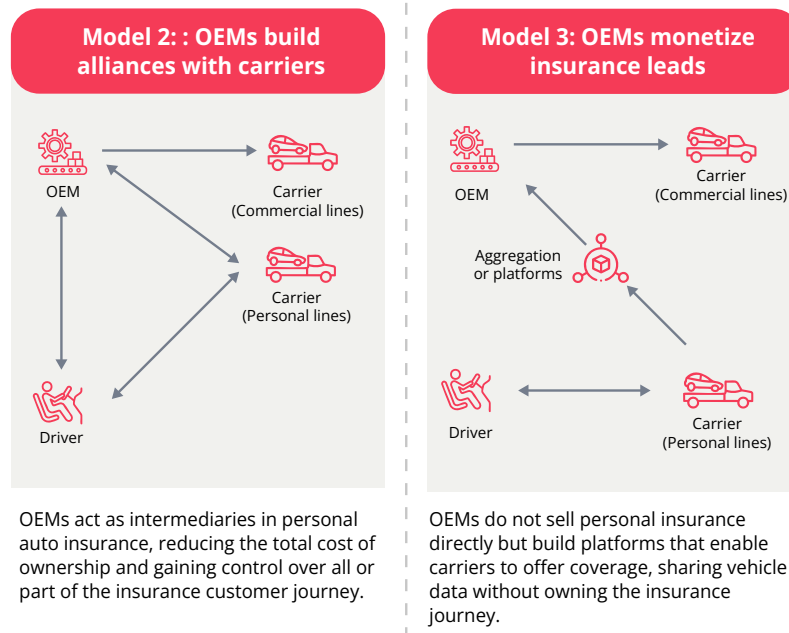 Model 2: : OEMs build
alliances with carriers
OEM
Carrier
(Commercial lines)
Carrier
(Personal lines)
Driver
OEMs act as intermediaries in personal
auto insurance, reducing the total cost of
ownership and gaining control over all or
part of the insurance customer journey.
Model 3: OEMs monetize
insurance leads
OEM
Carrier
(Commercial lines)
Aggregation
or platforms
Driver
Carrier
(Personal lines)
OEMs do not sell personal insurance
directly but build platforms that enable
carriers to offer coverage, sharing vehicle
data without owning the insurance
journey.